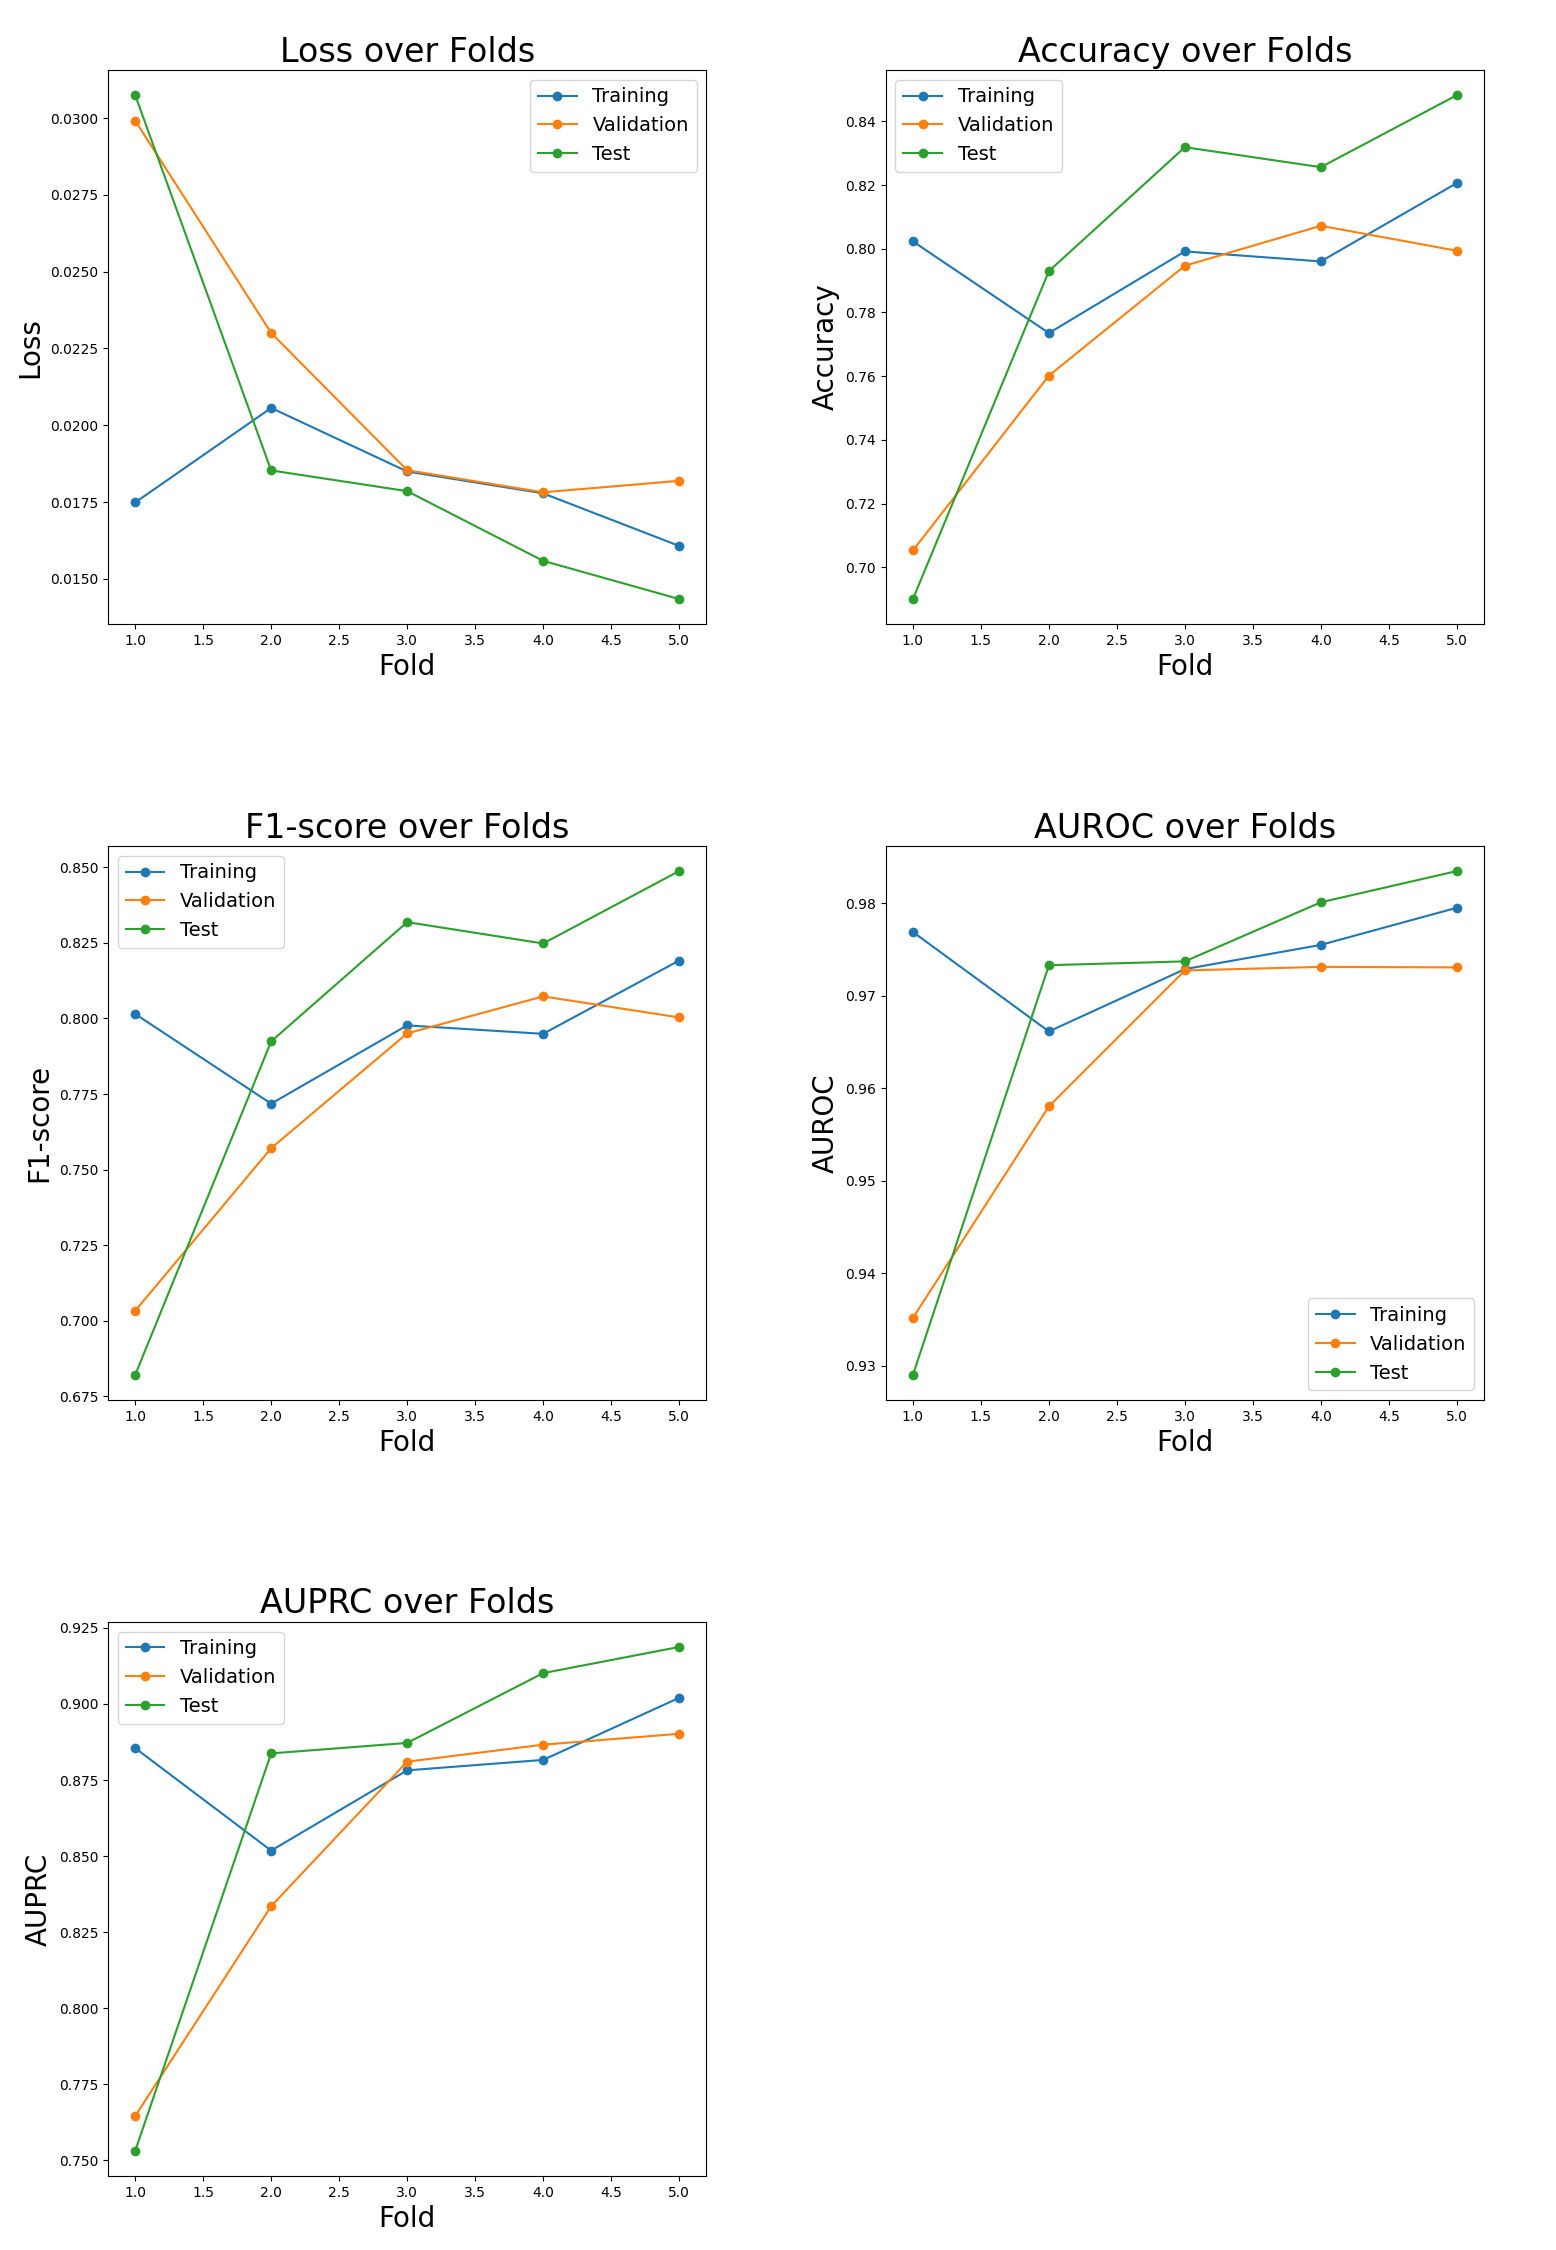 Loss over Folds
Loss
0.0300
0.0275
0.0250
0.0225
0.0200
0.0175
0.0150
Training
Validation
Test
1.0 1.5 2.0 2.5 3.0 3.5 4.0 4.5 5.0
Fold
Accuracy over Folds
Accuracy
0.84
0.82
0.80
0.78
0.76
0.74
0.72
0.70
Training
Validation
Test
1.0 1.5 2.0 2.5 3.0 3.5 4.0 4.5 5.0
Fold
F1-score over Folds
F1-score
0.850
0.825
0.800
0.775
0.750
0.725
0.700
0.675
Training
Validation
Test
1.0 1.5 2.0 2.5 3.0 3.5 4.0 4.5 5.0
Fold
AUROC over Folds
AUROC
0.98
0.97
0.96
0.95
0.94
0.93
Training
Validation
Test
1.0 1.5 2.0 2.5 3.0 3.5 4.0 4.5 5.0
Fold
AUPRC over Folds
AUPRC
0.925
0.900
0.875
0.850
0.825
0.800
0.775
0.750
Training
Validation
Test
1.0 1.5 2.0 2.5 3.0 3.5 4.0 4.5 5.0
Fold